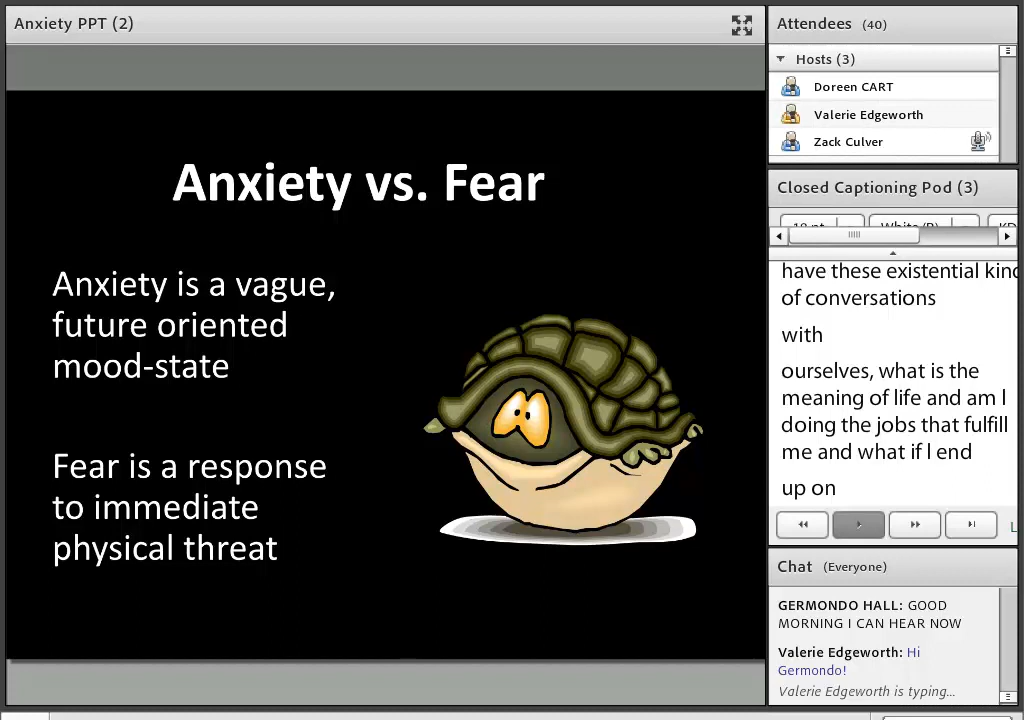 Anxiety PPT (2)
Anxiety vs. Fear
Anxiety is a vague,
future oriented
mood-state
Fear is a response
to immediate
physical threat
Attendees (40)
Hosts (3)
Doreen CART
Valerie Edgeworth
Zack Culver
Closed Captioning Pod (3)
have these existential kind
of conversations
with
ourselves, what is the
meaning of life and am I
doing the jobs that fulfill
me and what if I end
up on
Chat (Everyone)
GERMONDO HALL: GOOD
MORNING I CAN HEAR NOW
Valerie Edgeworth: Hi
Germondo!
Valerie Edgeworth is typing...